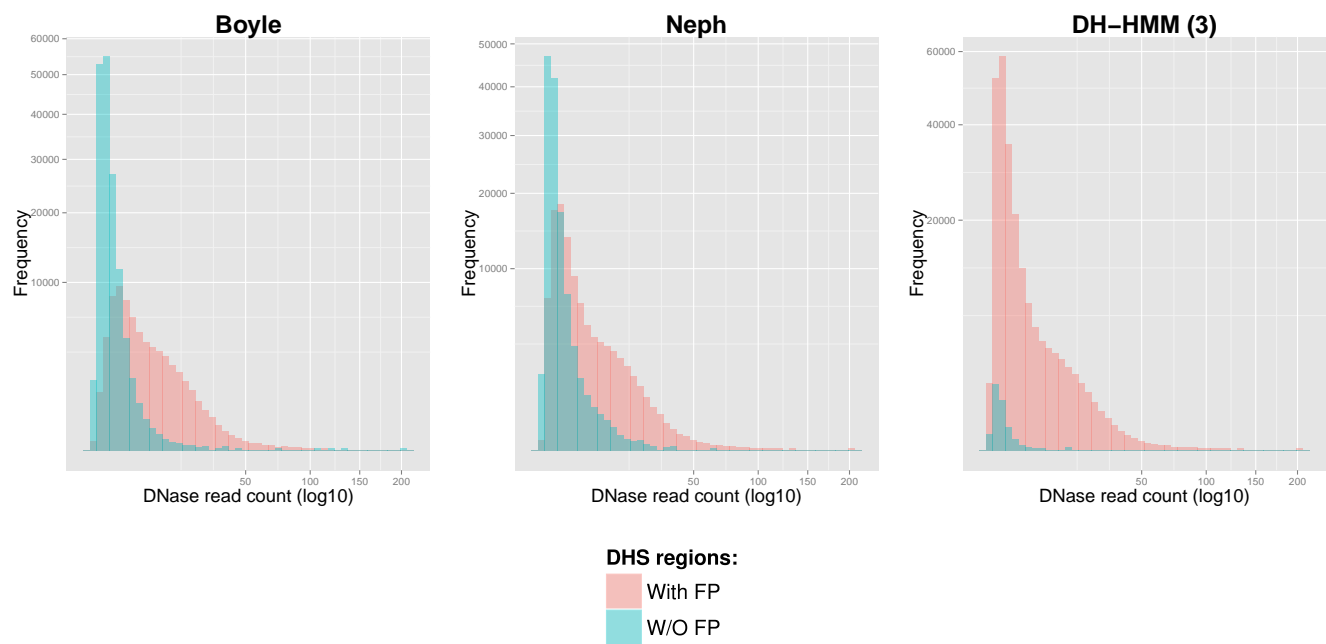 Boyle
Neph
DH−HMM (3)
60000
50000
40000
30000
20000
10000
Frequency
50
100
150
200
DNase read count (log10)
50000
40000
30000
20000
10000
Frequency
50
100
150
200
DNase read count (log10)
60000
40000
20000
Frequency
50
100
150
200
DNase read count (log10)
DHS regions:
With FP
W/O FP